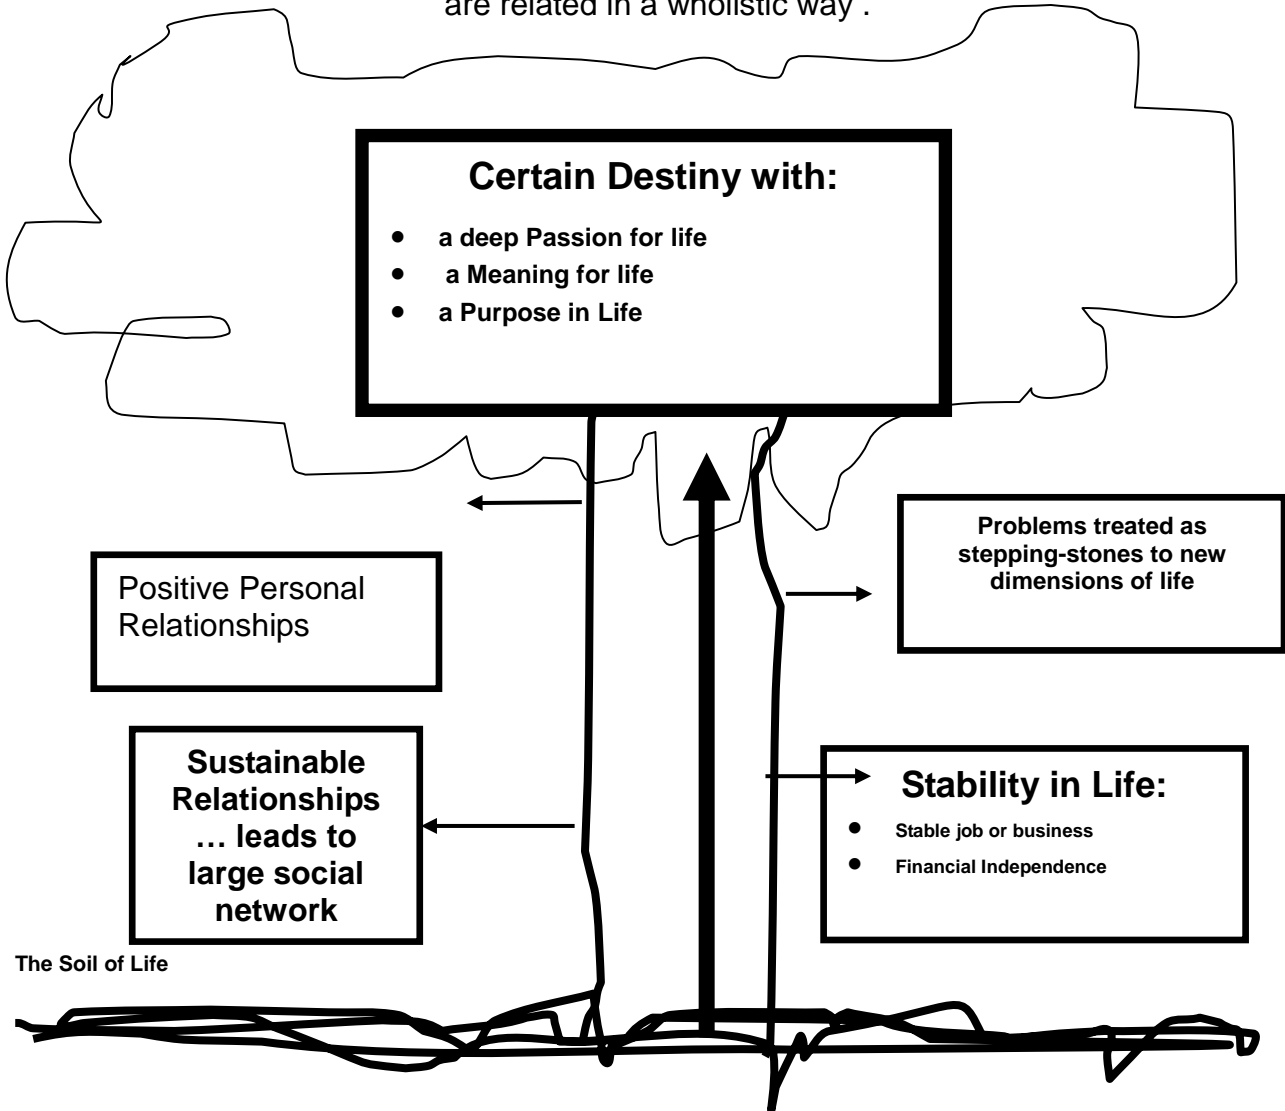 are related in a wholistic way .
Certain Destiny with:
• a deep Passion for life
• a Meaning for life
• a Purpose in Life
Problems treated as
stepping-stones to new
dimensions of life
Positive Personal
Relationships
Sustainable
Relationships
… leads to
large social
network
Stability in Life:
• Stable job or business
• Financial Independence
The Soil of Life